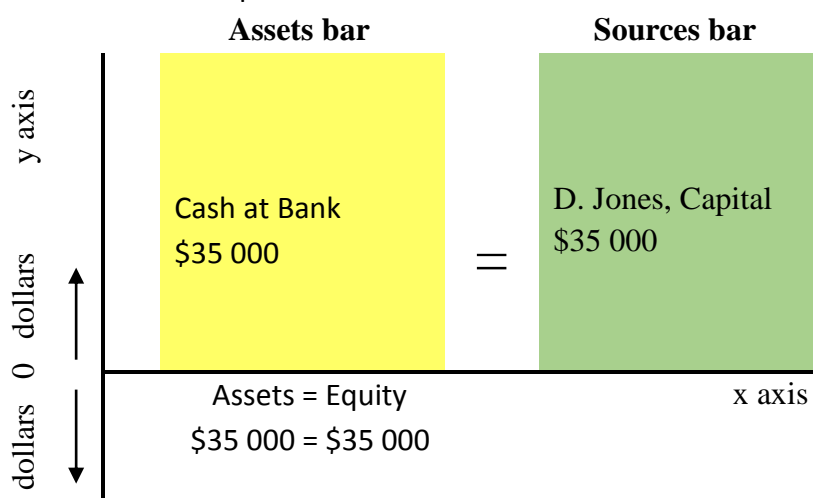 Assets bar
Sources bar
y axis
dollars
0
dollars
Cash at Bank
$35 000
=
D. Jones, Capital
$35 000
Assets = Equity
$35 000 = $35 000
x axis